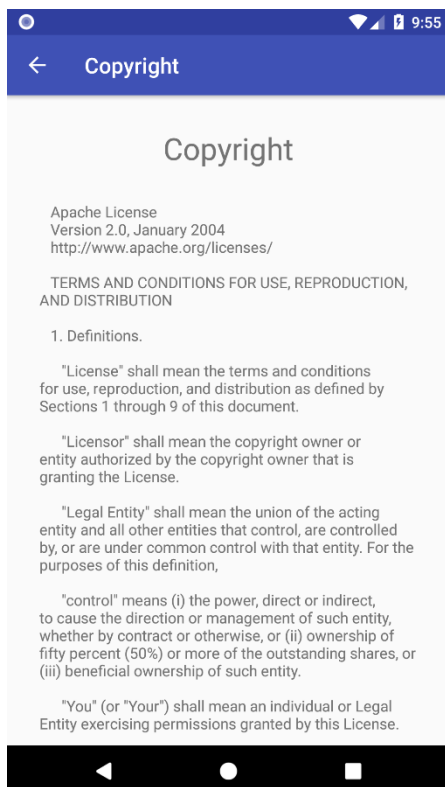 9:55
Copyright
Copyright
Apache License
Version 2.0, January 2004
http://www.apache.org/licenses/
TERMS AND CONDITIONS FOR USE, REPRODUCTION,
AND DISTRIBUTION
1. Definitions.
"License" shall mean the terms and conditions
for use, reproduction, and distribution as defined by
Sections 1 through 9 of this document.
"Licensor" shall mean the copyright owner or
entity authorized by the copyright owner that is
granting the License.
"Legal Entity" shall mean the union of the acting
entity and all other entities that control, are controlled
by, or are under common control with that entity. For the
purposes of this definition,
"control" means (i) the power, direct or indirect,
to cause the direction or management of such entity,
whether by contract or otherwise, or (ii) ownership of
fifty percent (50%) or more of the outstanding shares, or
(iii) beneficial ownership of such entity.
"You" (or "Your") shall mean an individual or Legal
Entity exercising permissions granted by this License.